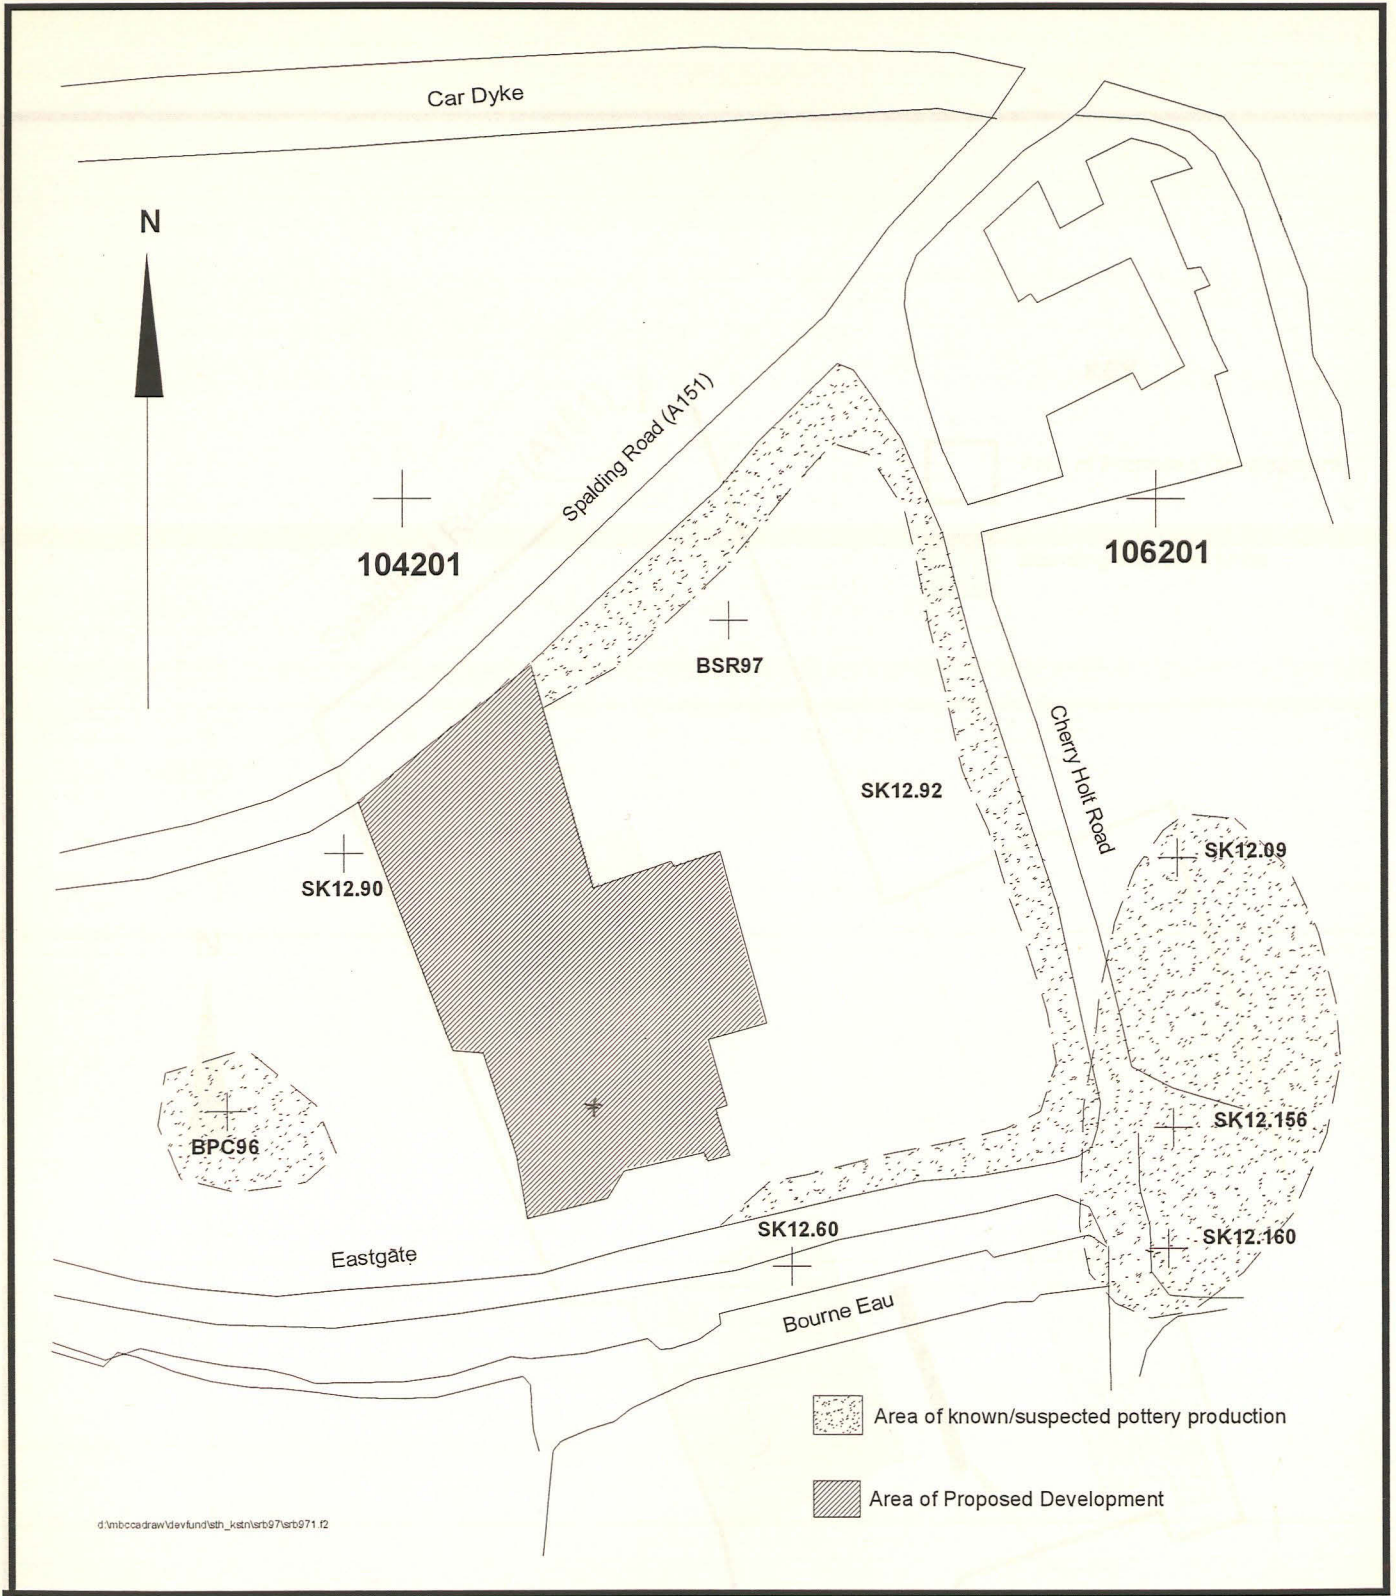 Car Dyke
N
Spalding Road (A151)
104201
106201
BSR97
Cherry Holt Road
SK12.92
SK12.09
SK12.90
SK12.156
BPC96
SK12.60
SK12.160
Eastgate
Bourne Eau
Area of known/suspected pottery production
Area of Proposed Development
d:\mbccadraw\devfund\sth_kstn\srb97\srb971.f2